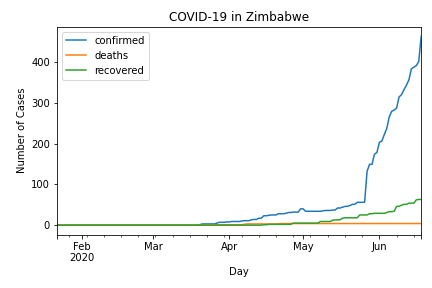 COVID-19 in Zimbabwe
confirmed
deaths
recovered
Number of Cases
400
300
200
100
0
Feb
2020
Mar
Apr
May
Jun
Day